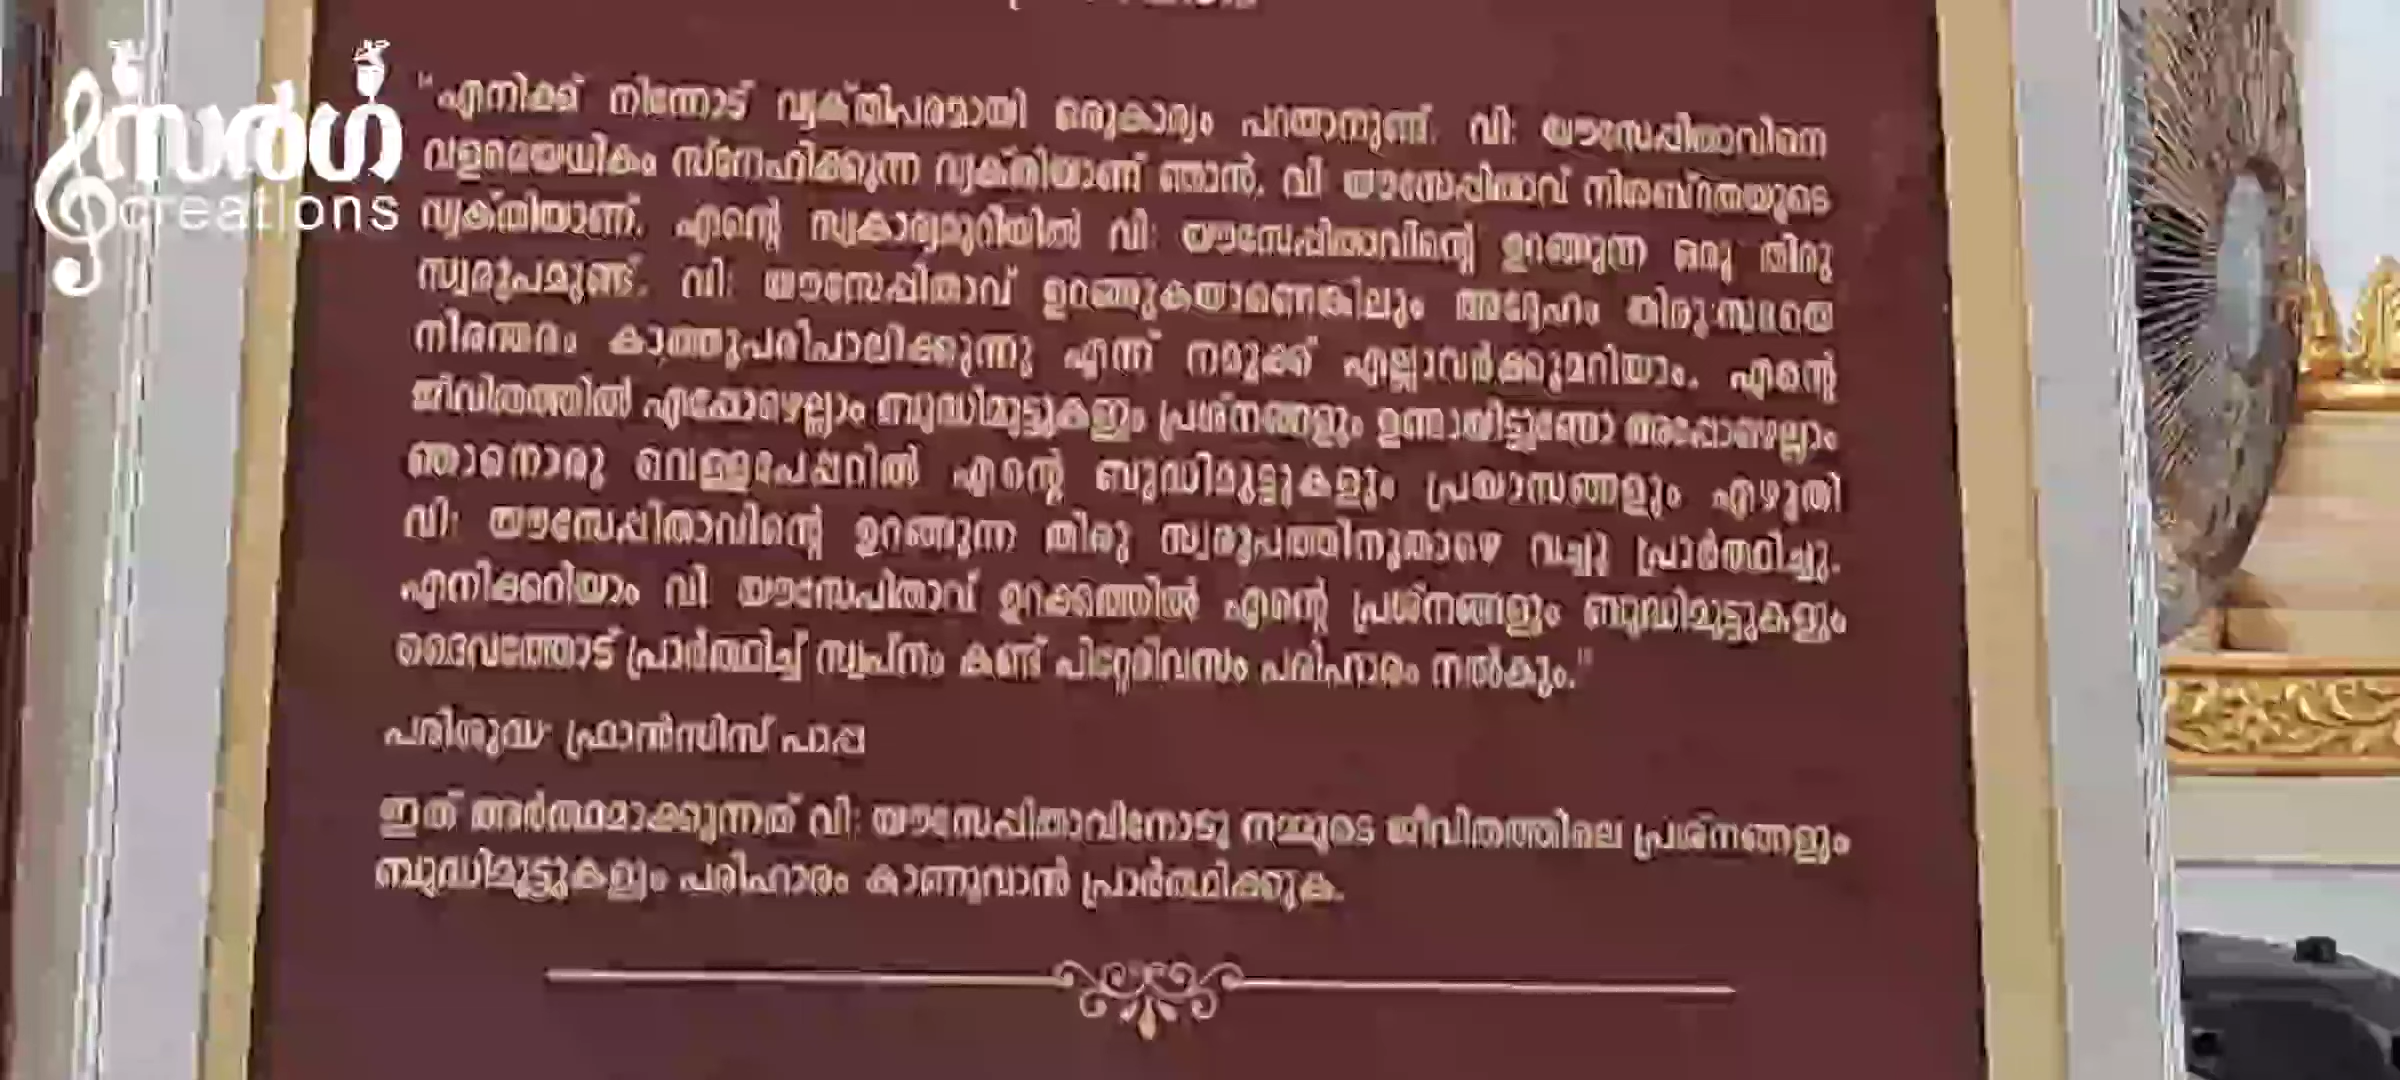 സർഗ്ഗ
creations
"എനിക്ക് നിന്നോട് വ്യക്തിപരമായി ഒരുകാര്യം പറയാനുണ്ട്. വി: യൗസേപ്പിതാവിനെ
വളരെയധികം സ്നേഹിക്കുന്ന വ്യക്തിയാണ് ഞാൻ. വി: യൗസേപ്പിതാവ് നിശബ്ദതയുടെ
വ്യക്തിയാണ്. എന്റെ സ്വകാര്യമുറിയിൽ വി: യൗസേപ്പിതാവിന്റെ ഉറങ്ങുന്ന ഒരു തിരു
സ്വരൂപമുണ്ട്. വി: യൗസേപ്പിതാവ് ഉറങ്ങുകയാണെങ്കിലും അദ്ദേഹം തിരുസഭയെ
നിരന്തരം കാത്തുപരിപാലിക്കുന്നു എന്ന് നമുക്ക് എല്ലാവർക്കുമറിയാം. എന്റെ
ജീവിതത്തിൽ എപ്പോഴെല്ലാം ബുദ്ധിമുട്ടുകളും പ്രശ്നങ്ങളും ഉണ്ടായിട്ടുണ്ടോ അപ്പോഴെല്ലാം
ഞാനൊരു വെള്ളപേപ്പറിൽ എന്റെ ബുദ്ധിമുട്ടുകളും പ്രയാസങ്ങളും എഴുതി
വി: യൗസേപ്പിതാവിന്റെ ഉറങ്ങുന്ന തിരു സ്വരൂപത്തിനുതാഴെ വച്ചു പ്രാർത്ഥിച്ചു.
എനിക്കറിയാം വി. യൗസേപിതാവ് ഉറക്കത്തിൽ എന്റെ പ്രശ്നങ്ങളും ബുദ്ധിമുട്ടുകളും
ദൈവത്തോട് പ്രാർത്ഥിച്ച് സ്വപ്നം കണ്ട് പിറ്റേദിവസം പരിഹാരം നൽകും."
പരിശുദ്ധ ഫ്രാൻസിസ് പാപ്പ
ഇത് അർത്ഥമാക്കുന്നത് വി: യൗസേപ്പിതാവിനോടു നമ്മുടെ ജീവിതത്തിലെ പ്രശ്നങ്ങളും
ബുദ്ധിമുട്ടുകളും പരിഹാരം കാണുവാൻ പ്രാർത്ഥിക്കുക.